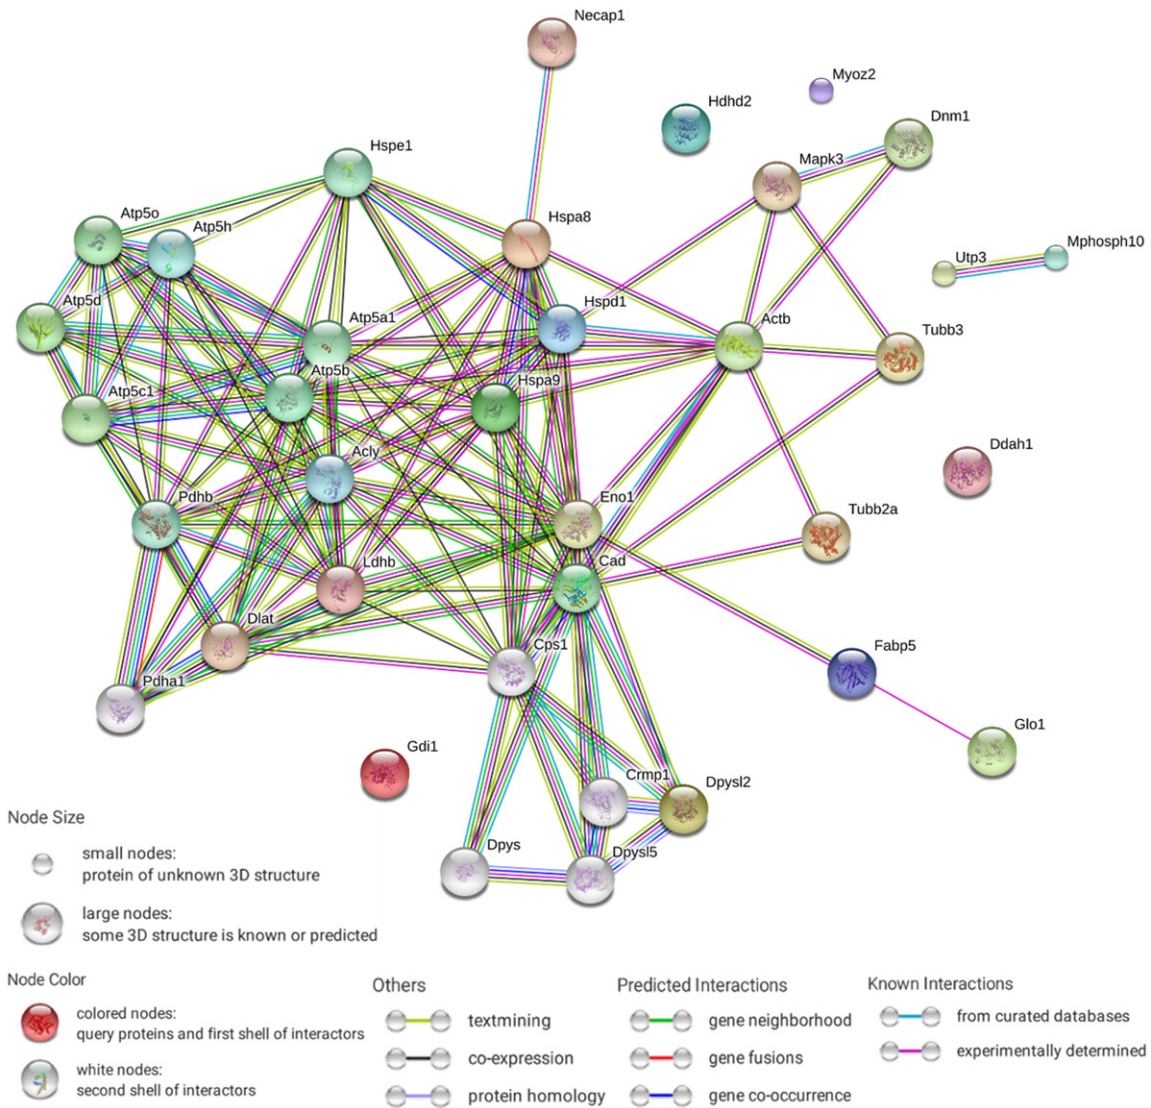 Necap1
Myoz2
Hdhd2
Dnm1
Hspe1
Mapk3
Atp5o
Atp5h
Hspa8
Mphosph10
Utp3
Atp5d
Hspd1
Atp5a1
Actb
Tubb3
Atp5b
Hspa9
Atp5c1
Ddah1
Acly
Pdhb
Eno1
Tubb2a
Ldhb
Cad
Dlat
Cps1
Fabp5
Pdha1
Glo1
Gdi1
Crmp1
Dpysl2
Dpys
Dpysl5
Node Size
small nodes:
protein of unknown 3D structure
large nodes:
some 3D structure is known or predicted
Node Color
colored nodes:
query proteins and first shell of interactors
white nodes:
second shell of interactors
Others
textmining
co-expression
protein homology
Predicted Interactions
gene neighborhood
gene fusions
gene co-occurrence
Known Interactions
from curated databases
experimentally determined